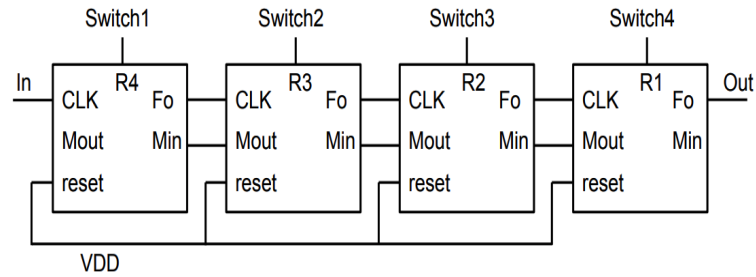 Switch1 Switch2 Switch3 Switch4
In R4 R3 R2 R1 Out
CLK Fo CLK Fo CLK Fo CLK Fo
Mout Min Mout Min Mout Min Mout Min
reset reset reset reset
VDD